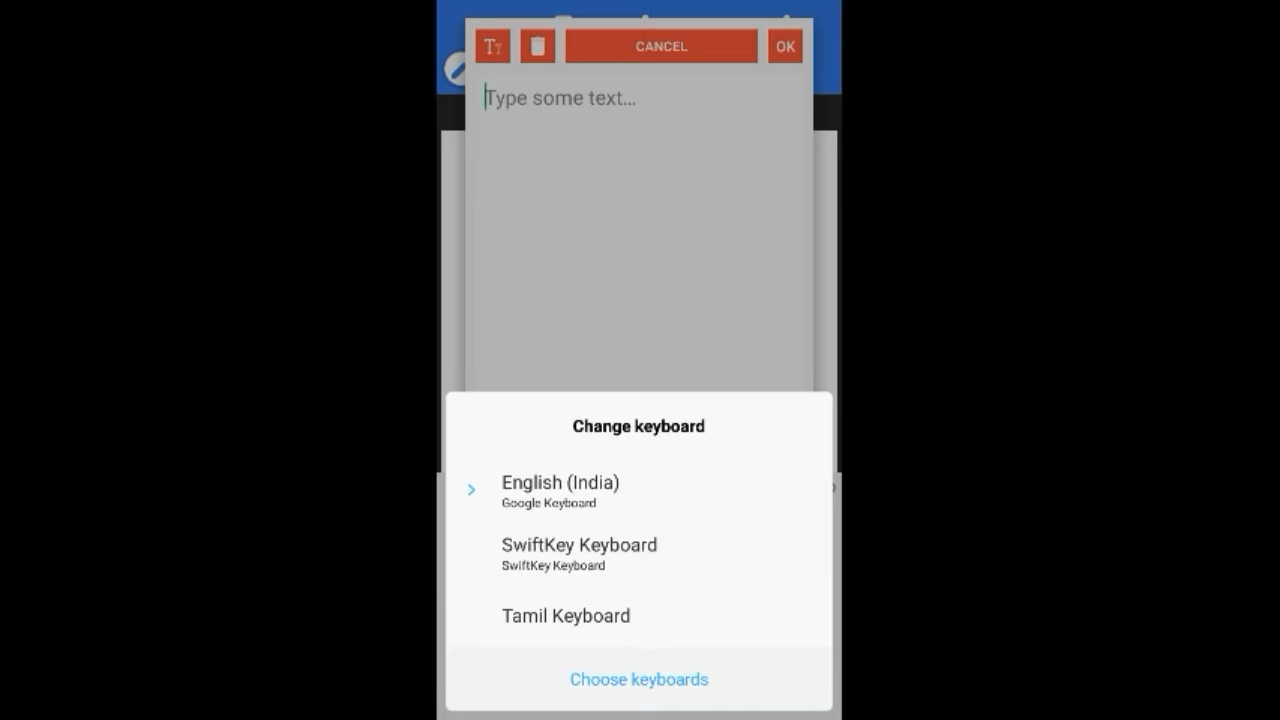 Tт CANCEL OK
Type some text...
Change keyboard
English (India)
Google Keyboard
SwiftKey Keyboard
SwiftKey Keyboard
Tamil Keyboard
Choose keyboards